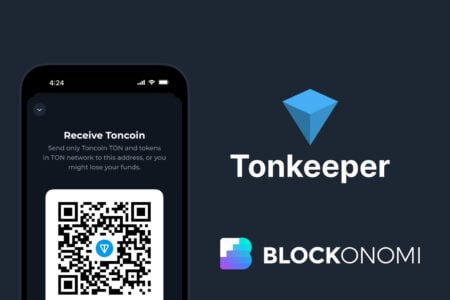 4:24
Receive Toncoin
Send only Toncoin TON and tokens
in TON network to this address, or you
might lose your funds.
Tonkeeper
BLOCKONOMI